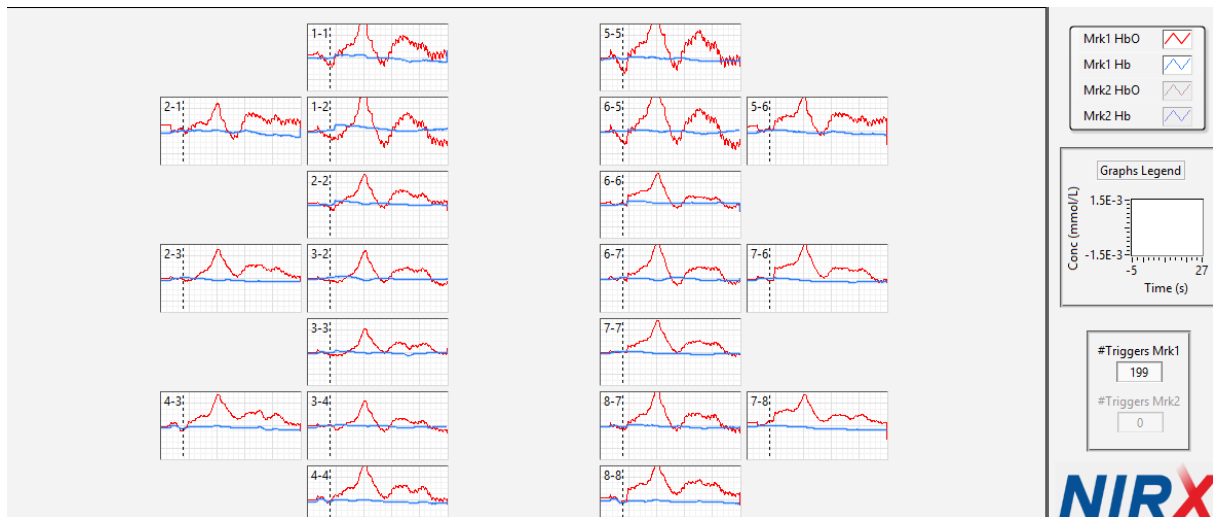 1-1
5-5
2-1
1-2
6-5
5-6
2-2
6-6
2-3
3-2
6-7
7-6
3-3
7-7
4-3
3-4
8-7
7-8
4-4
8-8
Mrk1 HbO
Mrk1 Hb
Mrk2 HbO
Mrk2 Hb
Graphs Legend
Conc (mmol/L)
1.5E-3
-1.5E-3
-5
27
Time (s)
#Triggers Mrk1
199
#Triggers Mrk2
0
NIRX